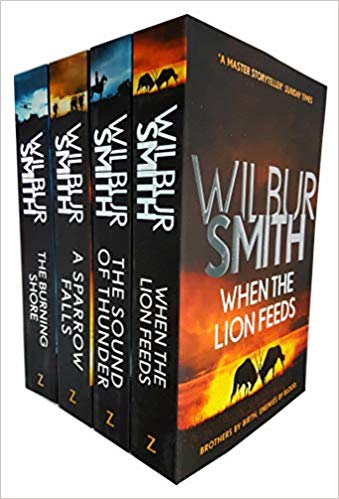 WILBUR
SMITH
THE BURNING
SHORE
Z
WILBUR
SMITH
A SPARROW
FALLS
Z
WILBUR
SMITH
THE SOUND
OF THUNDER
Z
WILBUR
SMITH
WHEN THE
LION FEEDS
Z
'A MASTER STORYTELLER' SUNDAY TIMES
WILBUR
SMITH
WHEN THE
LION FEEDS
BROTHERS BY BIRTH. ENEMIES BY BLOOD.